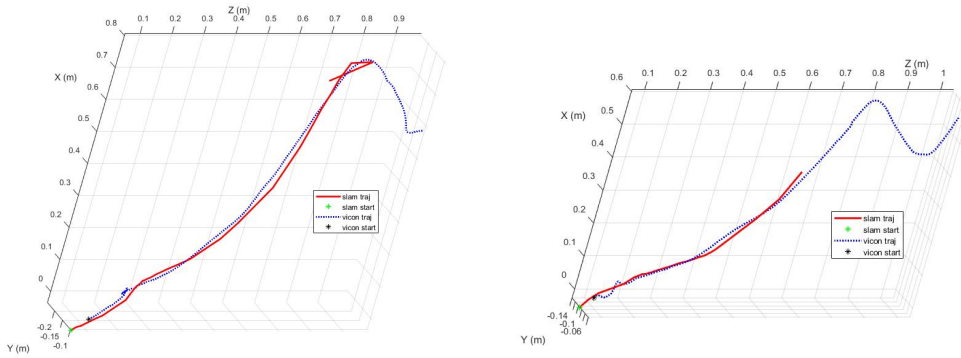 Z (m)
0.1 0.2 0.3 0.4 0.5 0.6 0.7 0.8 0.9
0.8
0.7
X (m)
0.6
0.5
0.4
0.3
0.2
0.1
0
-0.2
-0.15
-0.1
Y (m)
slam traj
slam start
vicon traj
vicon start
Z (m)
0.1 0.2 0.3 0.4 0.5 0.6 0.7 0.8 0.9 1
0.6
0.5
X (m)
0.4
0.3
0.2
0.1
0
-0.14
-0.1
-0.06
Y (m)
slam traj
slam start
vicon traj
vicon start